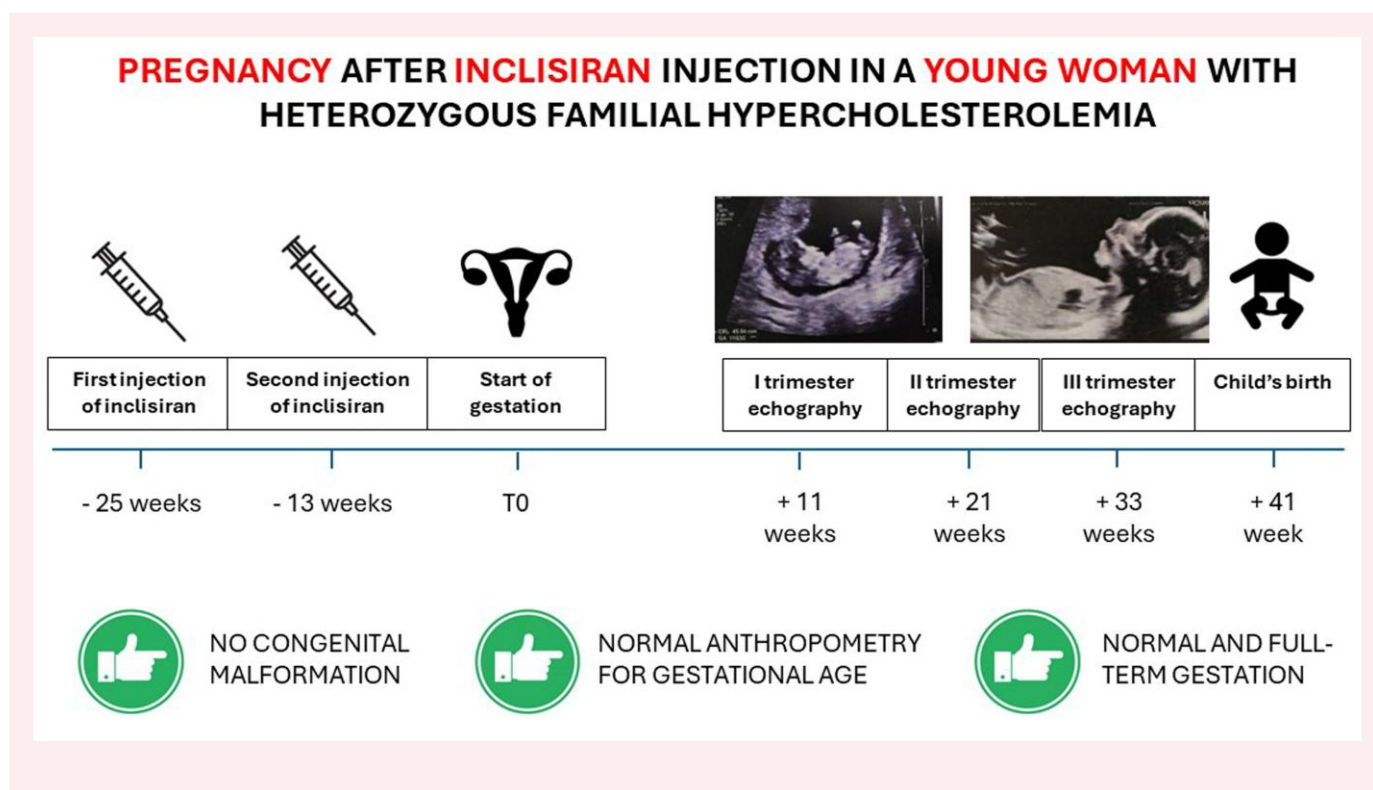 PREGNANCY AFTER INCLISIRAN INJECTION IN A YOUNG WOMAN WITH
HETEROZYGOUS FAMILIAL HYPERCHOLESTEROLEMIA
First injection
of inclisiran
Second injection
of inclisiran
Start of
gestation
I trimester
echography
II trimester
echography
III trimester
echography
Child's birth
- 25 weeks
- 13 weeks
T0
+ 11
weeks
+ 21
weeks
+ 33
weeks
+ 41
week
NO CONGENITAL
MALFORMATION
NORMAL ANTHROPOMETRY
FOR GESTATIONAL AGE
NORMAL AND FULL-
TERM GESTATION